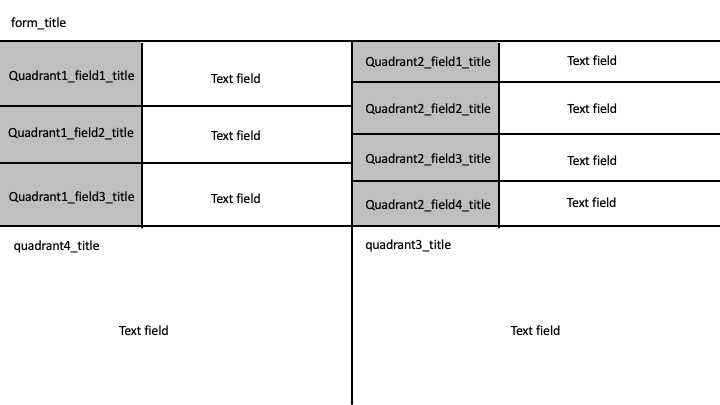 form_title
Quadrant1_field1_title
Text field
Quadrant1_field2_title
Text field
Quadrant1_field3_title
Text field
Quadrant2_field1_title
Text field
Quadrant2_field2_title
Text field
Quadrant2_field3_title
Text field
Quadrant2_field4_title
Text field
quadrant4_title
Text field
quadrant3_title
Text field